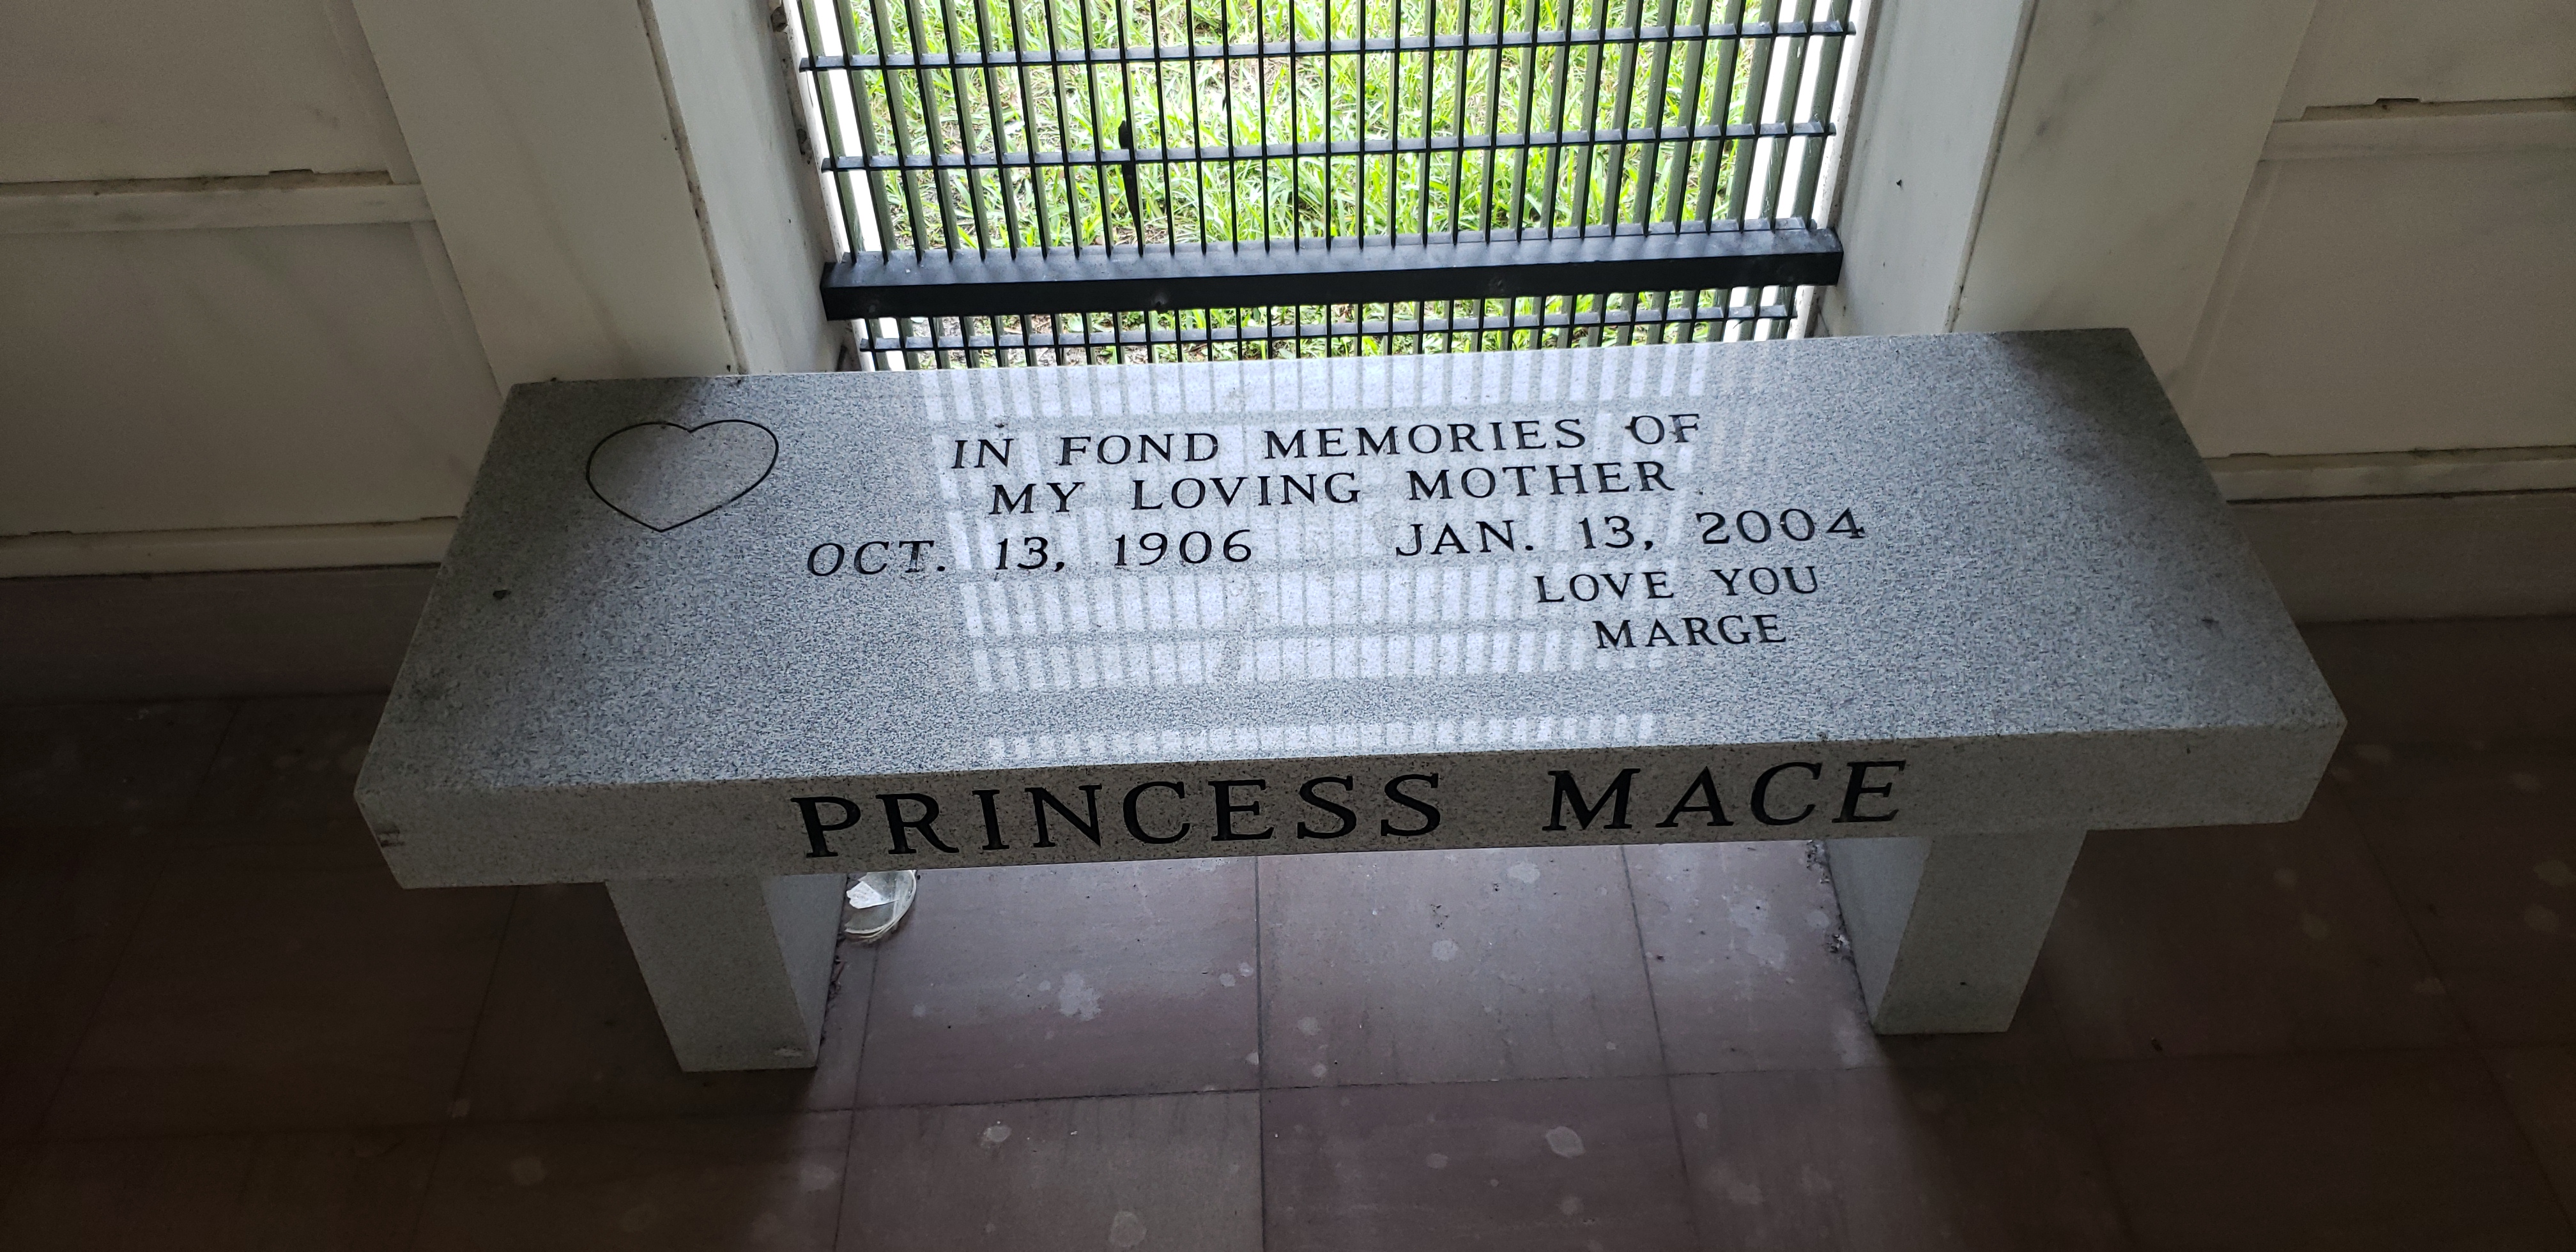 IN FOND MEMORIES OF
MY LOVING MOTHER
OCT. 13, 1906 JAN. 13, 2004
LOVE YOU
MARGE
PRINCESS MACE